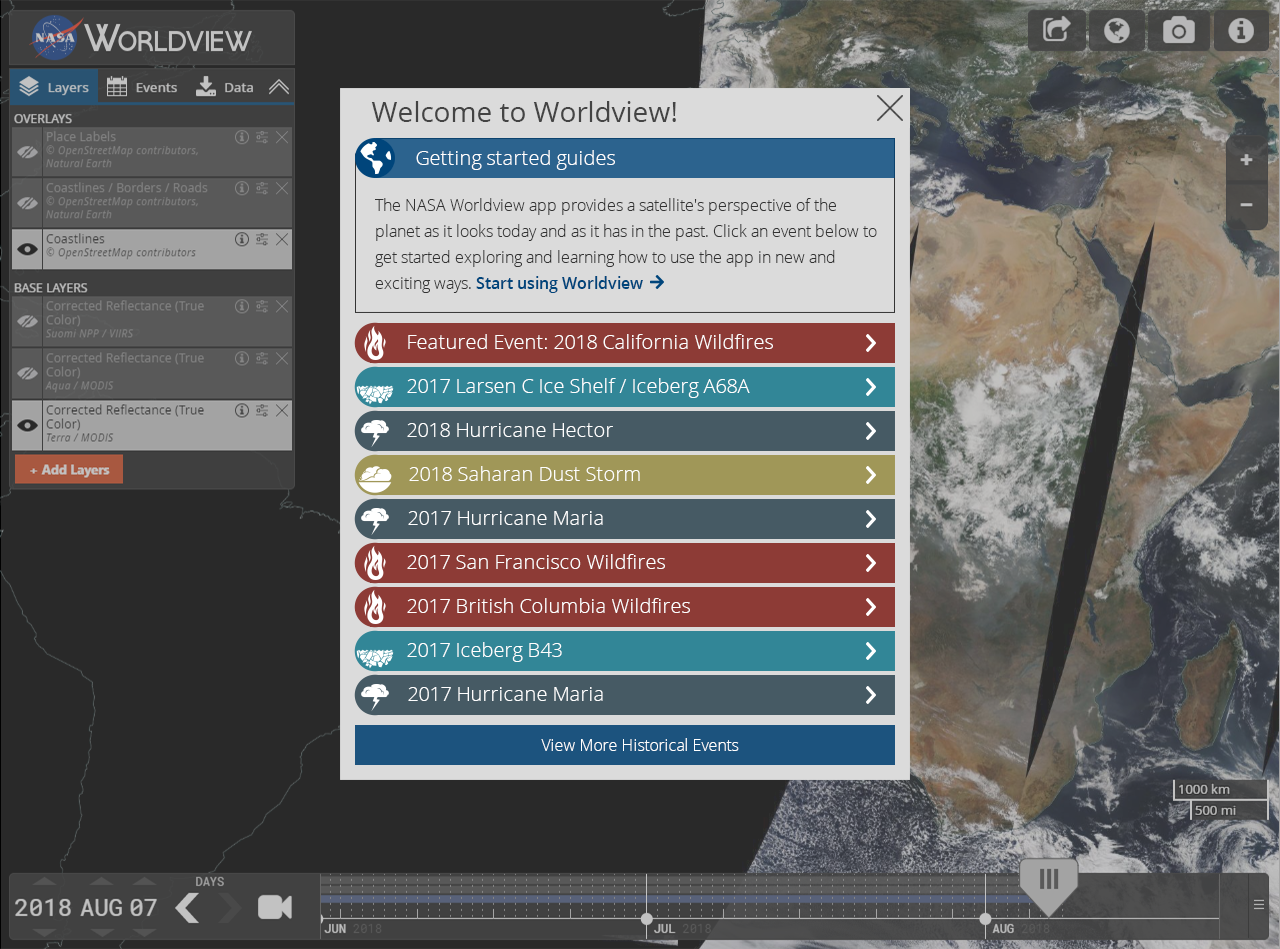 NASA WORLDVIEW
Layers Events Data
OVERLAYS
Place Labels
© OpenStreetMap contributors,
Natural Earth
Coastlines / Borders / Roads
© OpenStreetMap contributors,
Natural Earth
Coastlines
© OpenStreetMap contributors
BASE LAYERS
Corrected Reflectance (True
Color)
Suomi NPP / VIIRS
Corrected Reflectance (True
Color)
Aqua / MODIS
Corrected Reflectance (True
Color)
Terra / MODIS
+ Add Layers
Welcome to Worldview!
Getting started guides
The NASA Worldview app provides a satellite's perspective of the
planet as it looks today and as it has in the past. Click an event below to
get started exploring and learning how to use the app in new and
exciting ways. Start using Worldview
Featured Event: 2018 California Wildfires
2017 Larsen C Ice Shelf / Iceberg A68A
2018 Hurricane Hector
2018 Saharan Dust Storm
2017 Hurricane Maria
2017 San Francisco Wildfires
2017 British Columbia Wildfires
2017 Iceberg B43
2017 Hurricane Maria
View More Historical Events
1000 km
500 mi
DAYS
2018 AUG 07
JUN 2018
JUL 2018
AUG 2018